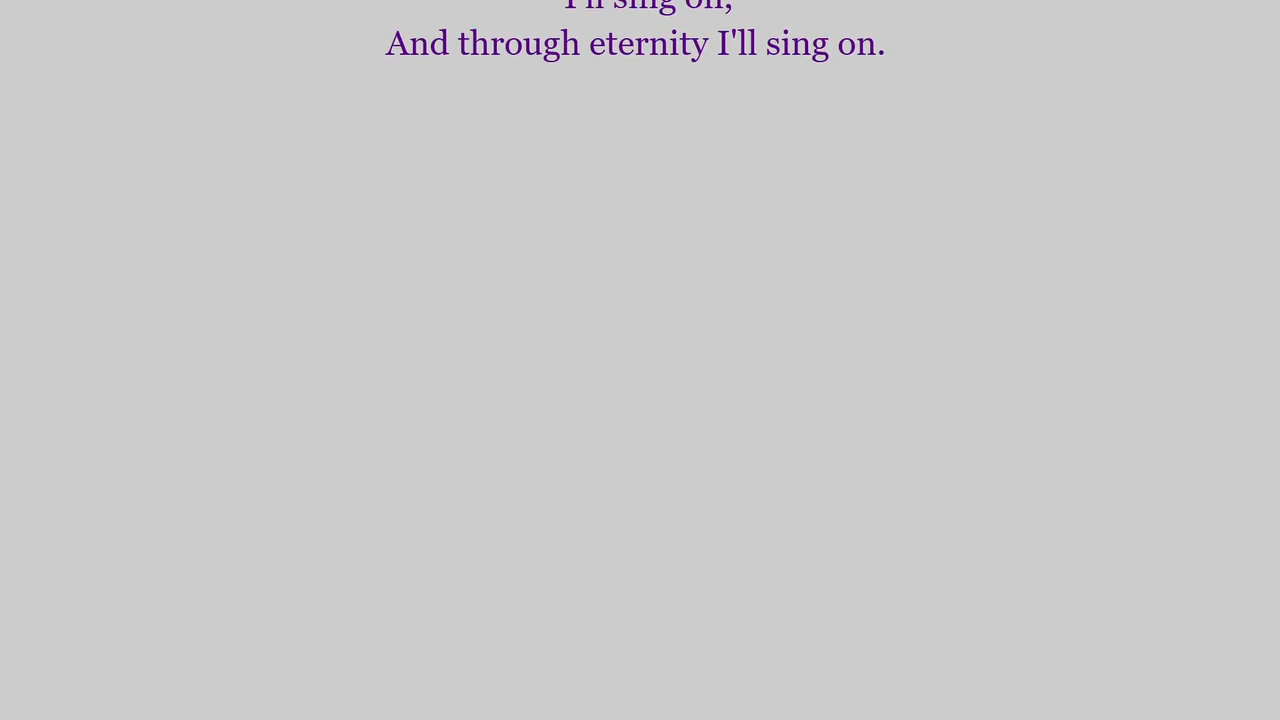 I'll sing on,
And through eternity I'll sing on.